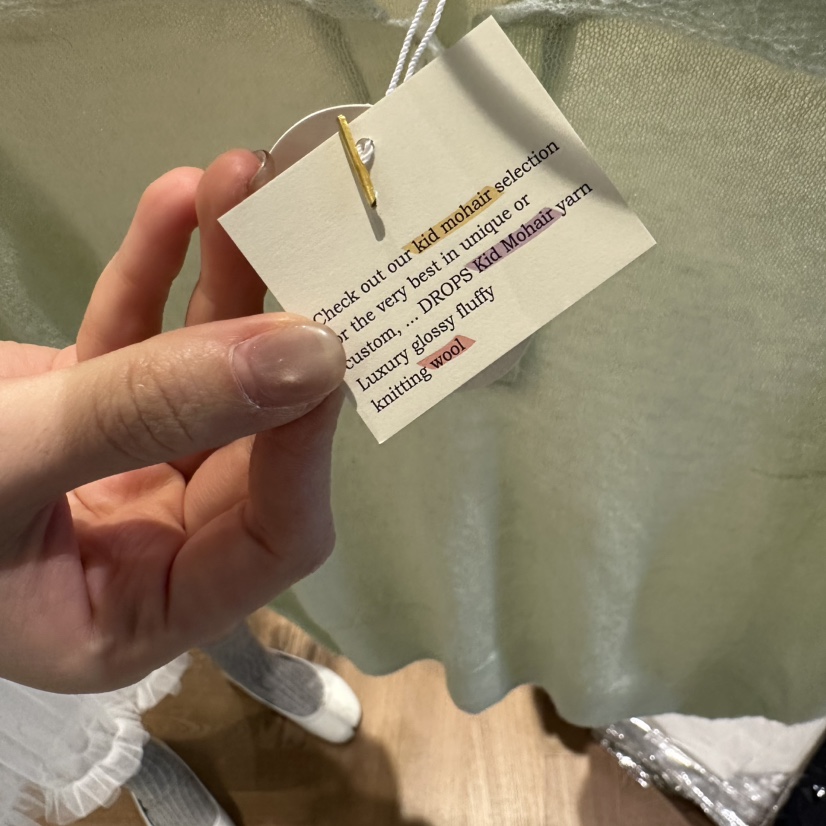 Check out our kid mohair selection
or the very best in unique or
custom, ... DROPS Kid Mohair yarn
Luxury glossy fluffy
knitting wool